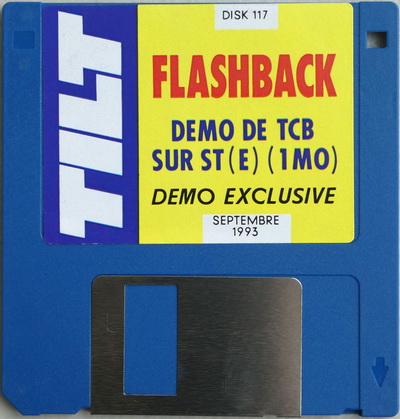 DISK 117
TILT
FLASHBACK
DEMO DE TCB
SUR ST(E) (1MO)
DEMO EXCLUSIVE
SEPTEMBRE
1993